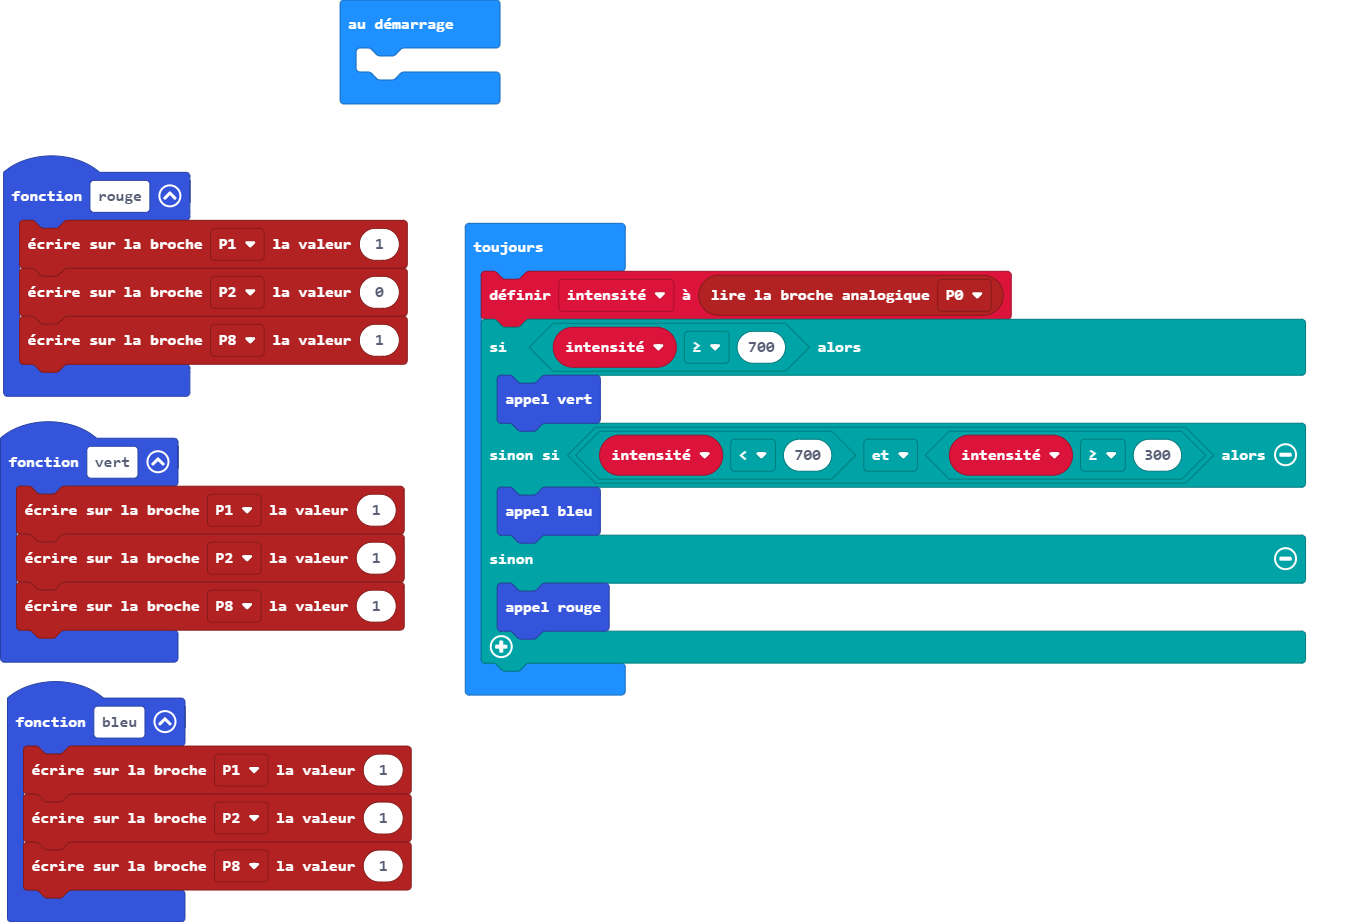 au démarrage
fonction rouge
écrire sur la broche P1 la valeur 1
écrire sur la broche P2 la valeur 0
écrire sur la broche P8 la valeur 1
fonction vert
écrire sur la broche P1 la valeur 1
écrire sur la broche P2 la valeur 1
écrire sur la broche P8 la valeur 1
fonction bleu
écrire sur la broche P1 la valeur 1
écrire sur la broche P2 la valeur 1
écrire sur la broche P8 la valeur 1
toujours
définir intensité à lire la broche analogique P0
si intensité ≥ 700 alors
appel vert
sinon si intensité < 700 et intensité ≥ 300 alors
appel bleu
sinon
appel rouge